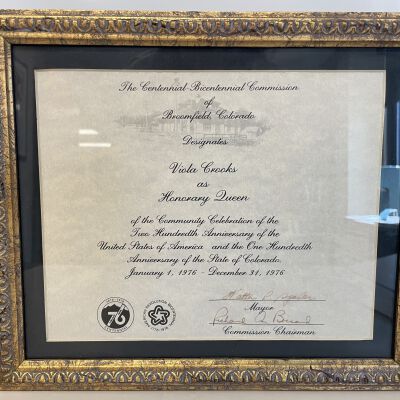 The Centennial-Bicentennial Commission
of
Broomfield, Colorado
Designates
Viola Crooks
as
Honorary Queen
of the Community Celebration of the
Two Hundredth Anniversary of the
United States of America and the One Hundredth
Anniversary of the State of Colorado.
January 1, 1976 - December 31, 1976
Mayor
Commission Chairman
76